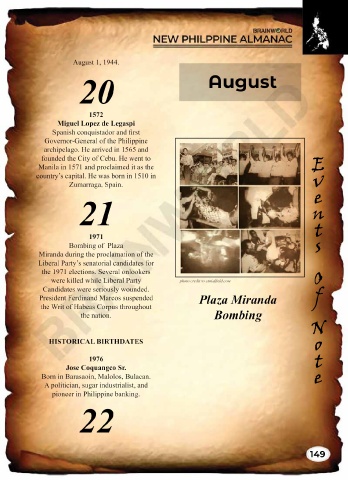 BRAINWORLD
NEW PHILPPINE ALMANAC
August 1, 1944.
20
1572
Miguel Lopez de Legaspi
Spanish conquistador and first
Governor-General of the Philippine
archipelago. He arrived in 1565 and
founded the City of Cebu. He went to
Manila in 1571 and proclaimed it as the
country's capital. He was born in 1510 in
Zumarraga, Spain.
21
1971
Bombing of Plaza
Miranda during the proclamation of the
Liberal Party's senatorial candidates for
the 1971 elections. Several onlookers
were killed while Liberal Party
Candidates were seriously wounded.
President Ferdinand Marcos suspended
the Writ of Habeas Corpus throughout
the nation.
HISTORICAL BIRTHDATES
1976
Jose Coquangco Sr.
Born in Barasaoin, Malolos, Bulacan.
A politician, sugar industrialist, and
pioneer in Philippine banking.
22
August
Plaza Miranda
Bombing
Events Of Note
149